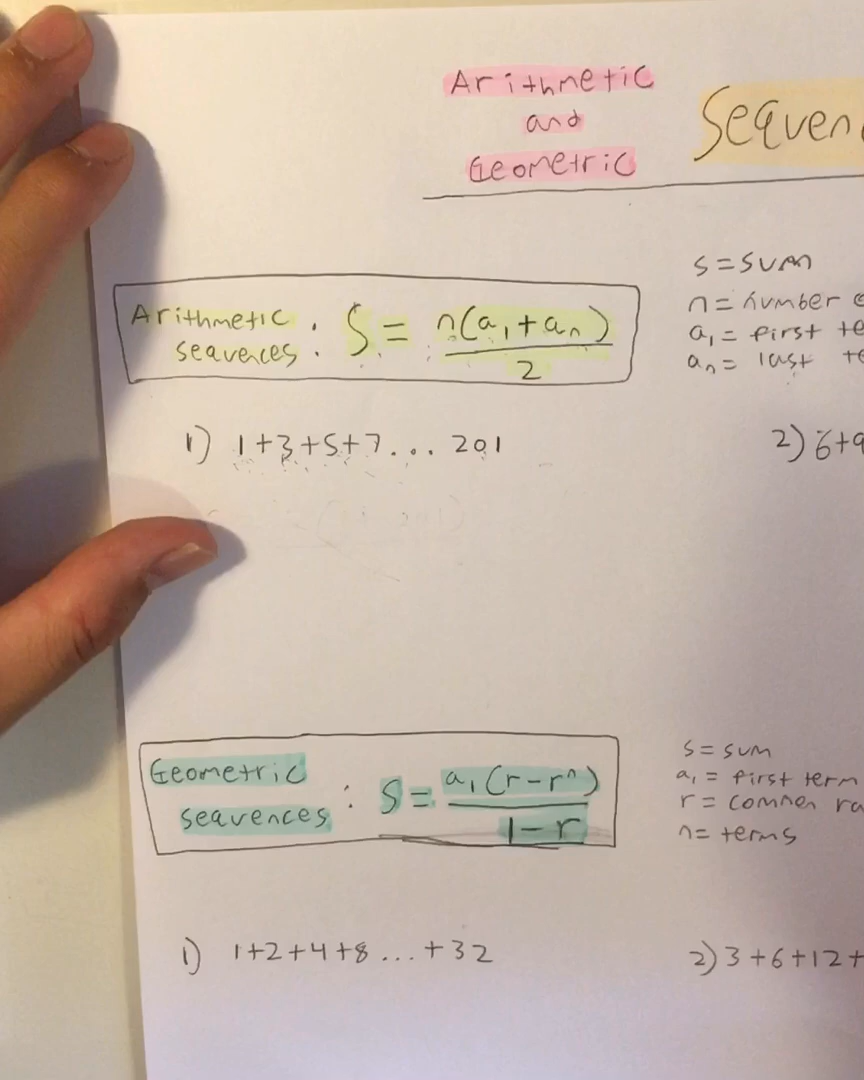 Arithmetic
and
Geometric
Sequen
Arithmetic
sequences : S = n(a₁ + aₙ)
2
S = SUM
n = number
a₁ = first te
aₙ = last te
1) 1+3+5+7... 201
2) 6+9
Geometric
sequences : S = a₁(r-rⁿ)
1-r
S = SUM
a₁ = first term
r = common ra
n = terms
1) 1+2+4+8...+32
2) 3+6+12+